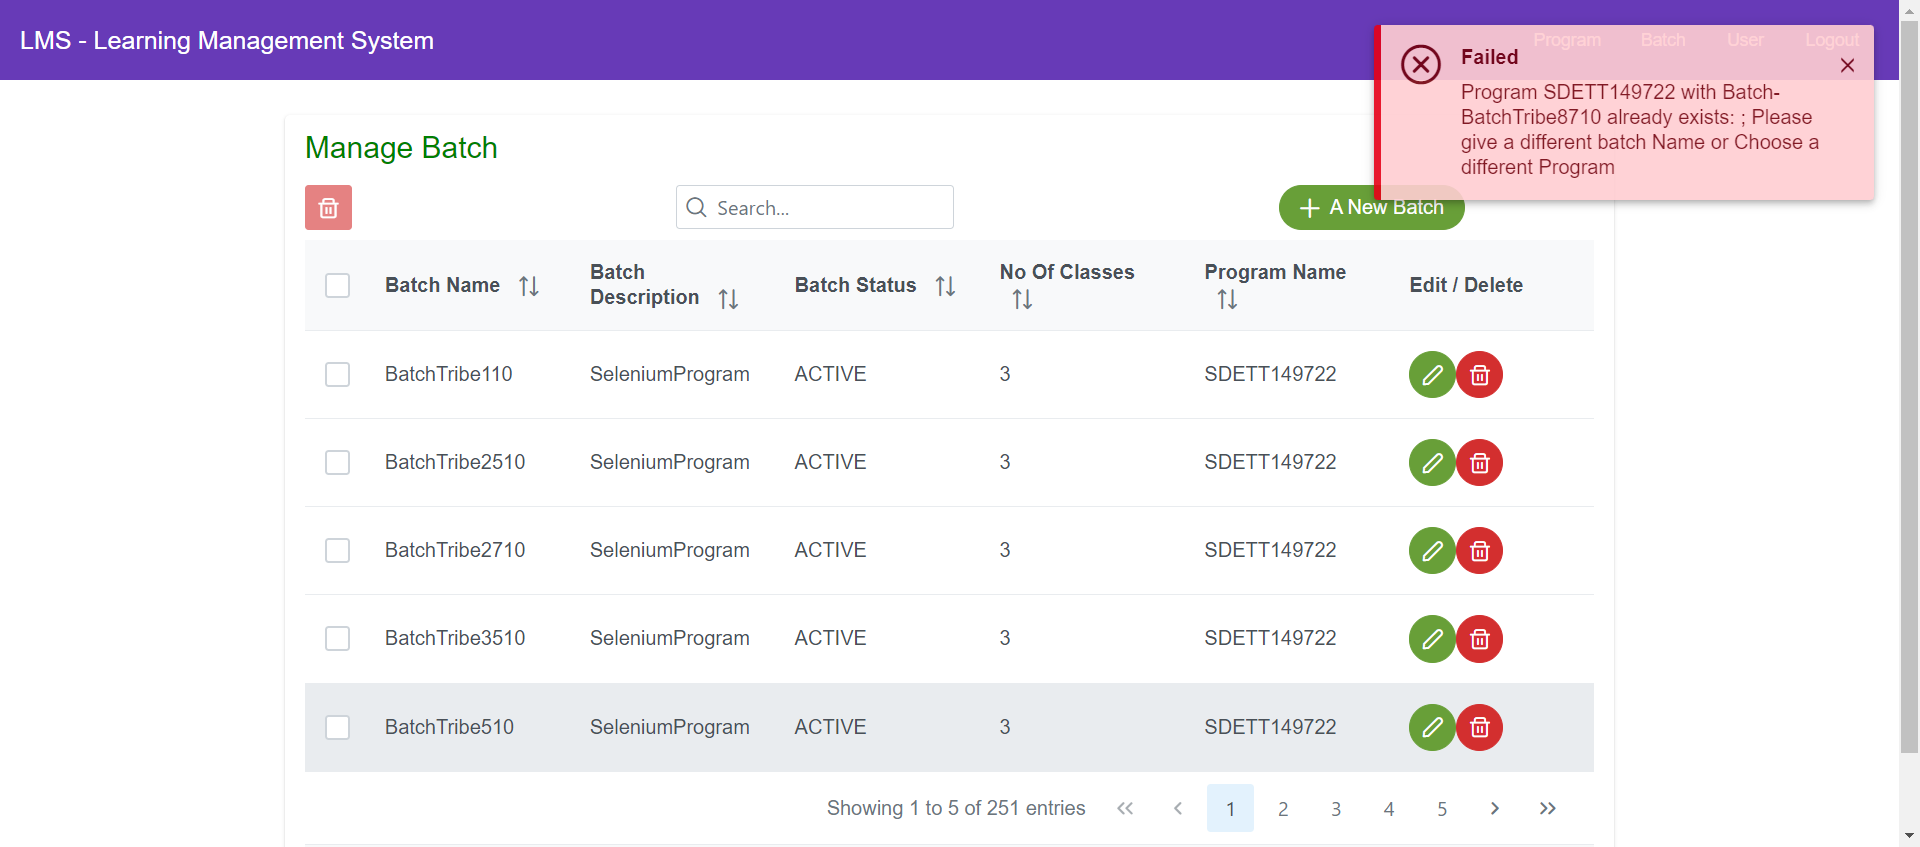 LMS - Learning Management System
Program Batch User Logout
Failed
Program SDETT149722 with Batch-
BatchTribe8710 already exists: ; Please
give a different batch Name or Choose a
different Program
Manage Batch
Search...
A New Batch
Batch Name Batch Description Batch Status No Of Classes Program Name Edit / Delete
BatchTribe110 SeleniumProgram ACTIVE 3 SDETT149722
BatchTribe2510 SeleniumProgram ACTIVE 3 SDETT149722
BatchTribe2710 SeleniumProgram ACTIVE 3 SDETT149722
BatchTribe3510 SeleniumProgram ACTIVE 3 SDETT149722
BatchTribe510 SeleniumProgram ACTIVE 3 SDETT149722
Showing 1 to 5 of 251 entries << < 1 2 3 4 5 > >>